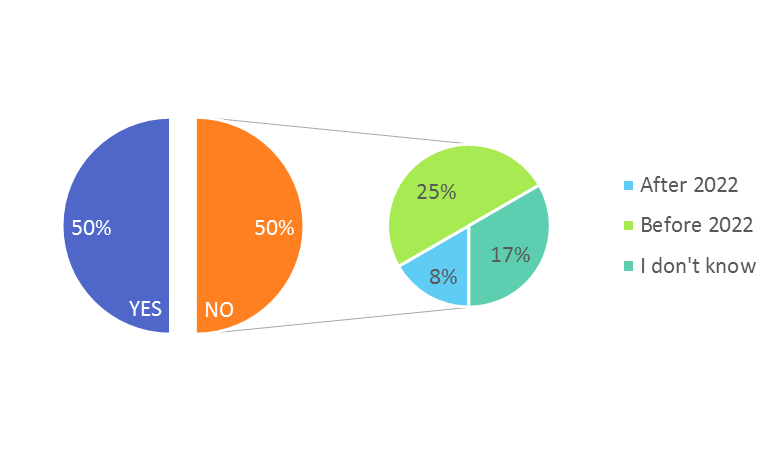 50%
YES
50%
NO
25%
17%
8%
After 2022
Before 2022
I don't know